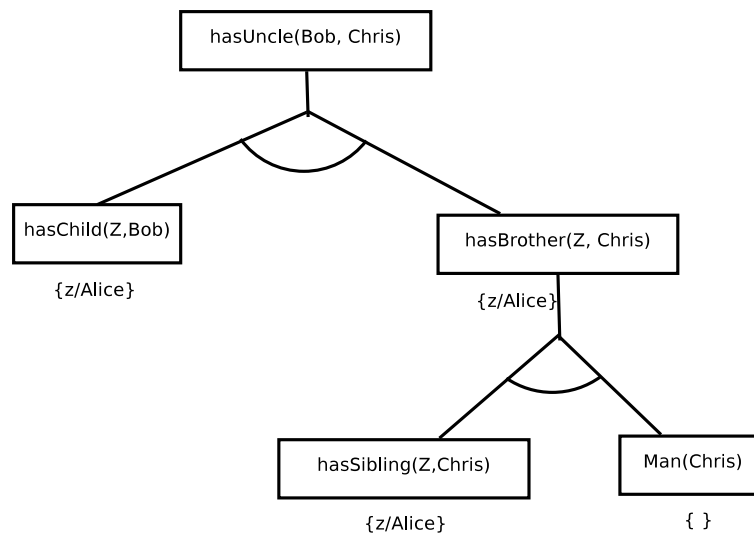 hasUncle(Bob, Chris)
hasChild(Z,Bob)
hasBrother(Z, Chris)
{z/Alice}
{z/Alice}
hasSibling(Z,Chris)
Man(Chris)
{z/Alice}
{ }